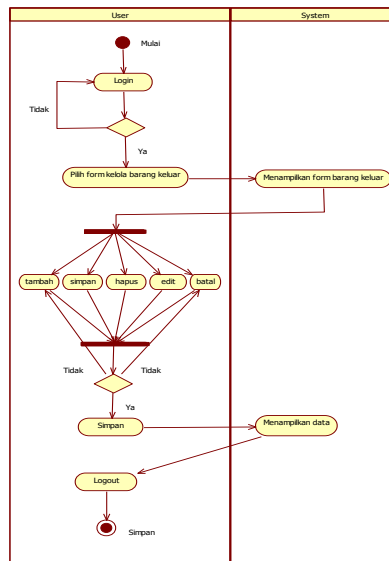 User
System
Mulai
Login
Tidak
Ya
Pilih form kelola barang keluar
Menampilkan form barang keluar
tambah
simpan
hapus
edit
batal
Tidak
Tidak
Ya
Simpan
Menampilkan data
Logout
Simpan